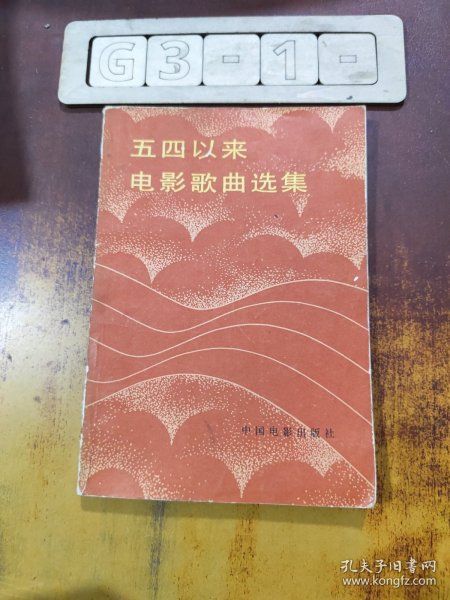 G3-1-
五四以来
电影歌曲选集
中国电影出版社
孔夫子旧书网
www.kongfz.com